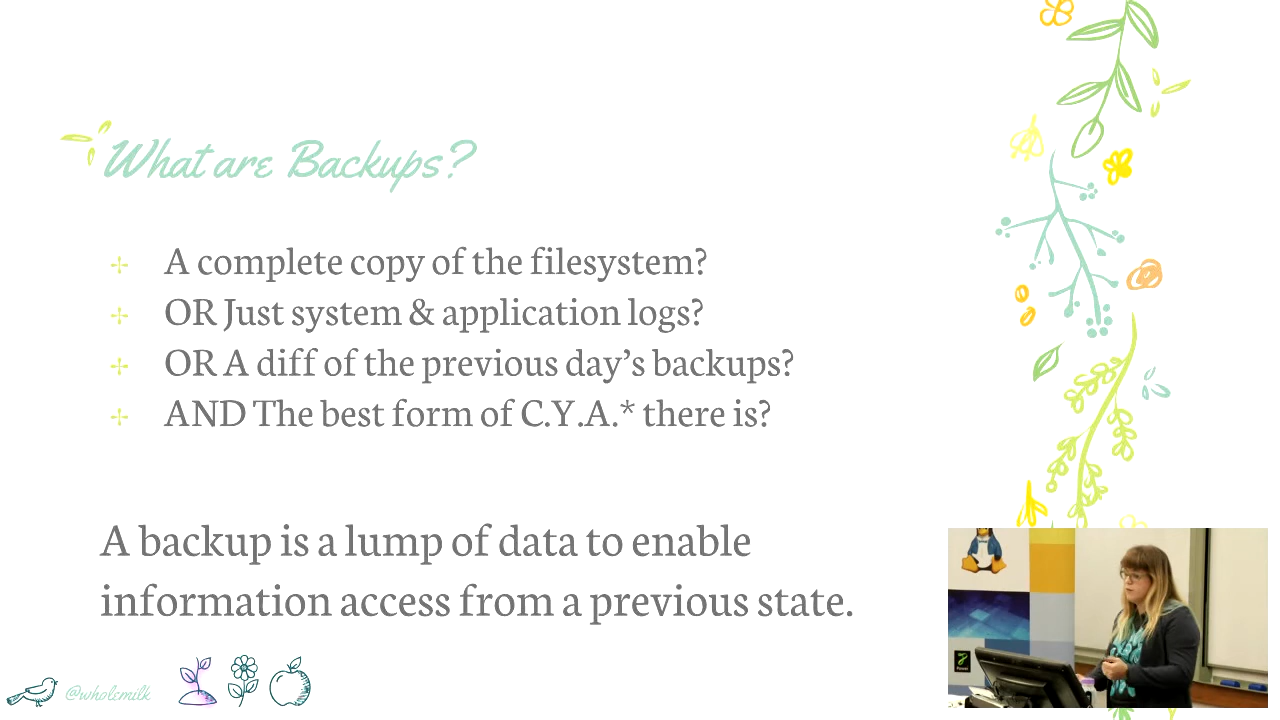 What are Backups?
A complete copy of the filesystem?
OR Just system & application logs?
OR A diff of the previous day's backups?
AND The best form of C.Y.A.* there is?
A backup is a lump of data to enable
information access from a previous state.
@wholemilk